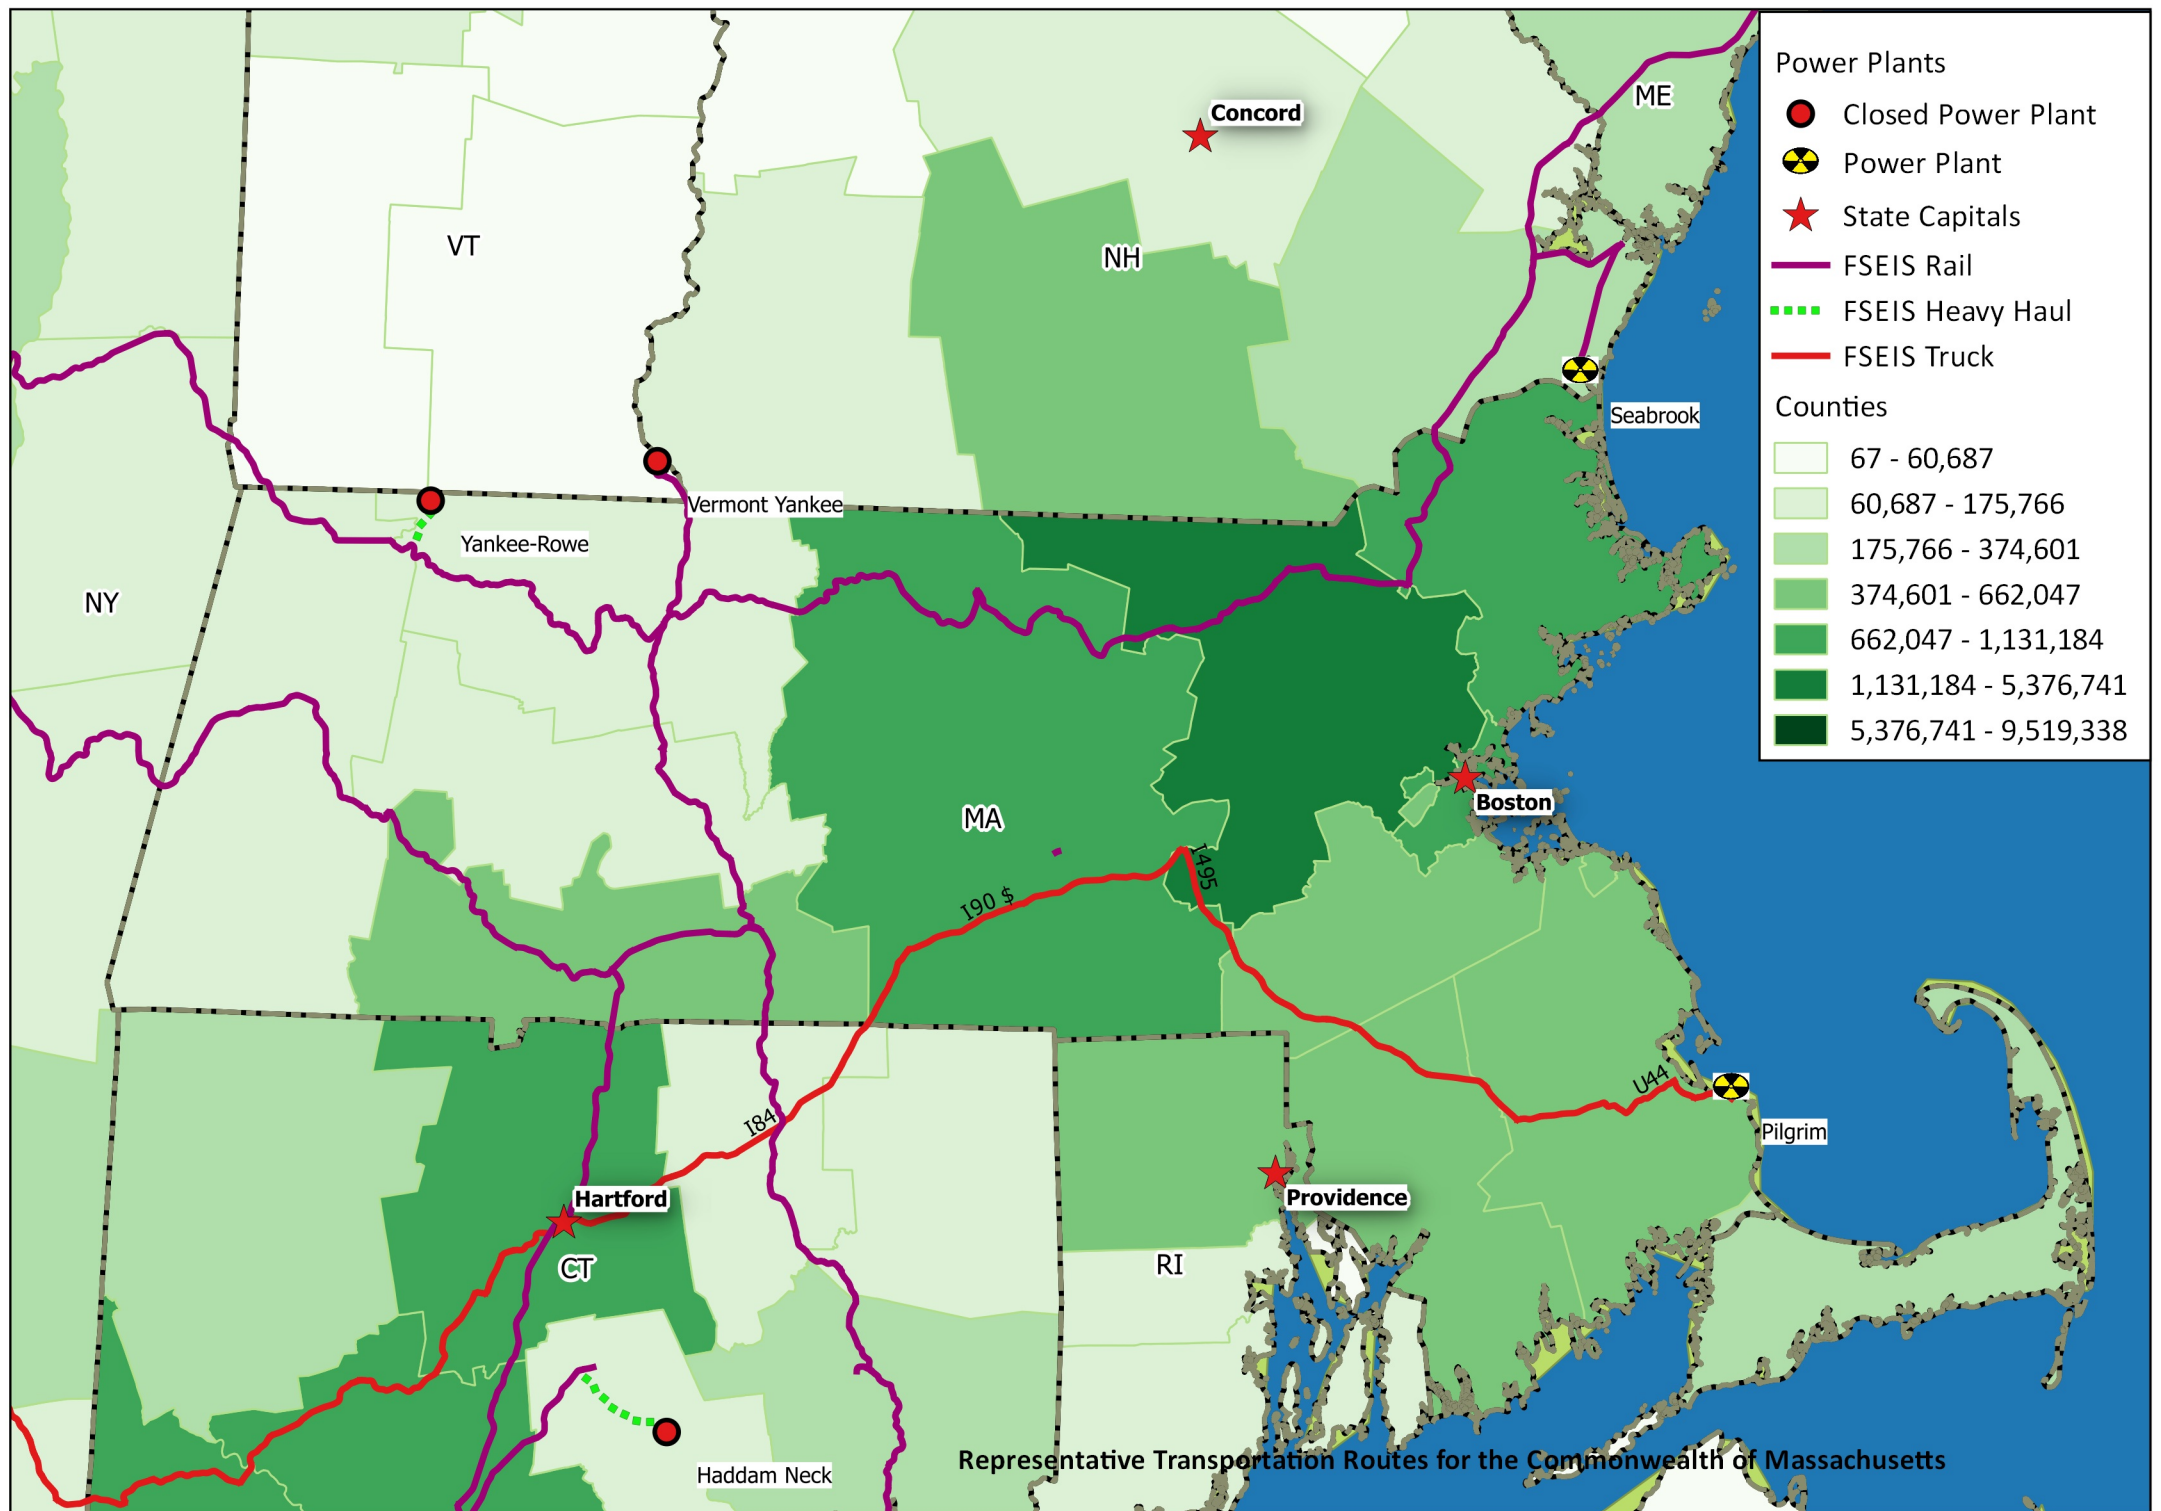 Power Plants
Closed Power Plant
Power Plant
State Capitals
FSEIS Rail
FSEIS Heavy Haul
FSEIS Truck
Counties
67 - 60,687
60,687 - 175,766
175,766 - 374,601
374,601 - 662,047
662,047 - 1,131,184
1,131,184 - 5,376,741
5,376,741 - 9,519,338
ME
Concord
VT
NH
Seabrook
Vermont Yankee
Yankee-Rowe
NY
Boston
MA
I495
I90 $
U44
I84
Pilgrim
Hartford
Providence
CT
RI
Representative Transportation Routes for the Commonwealth of Massachusetts
Haddam Neck